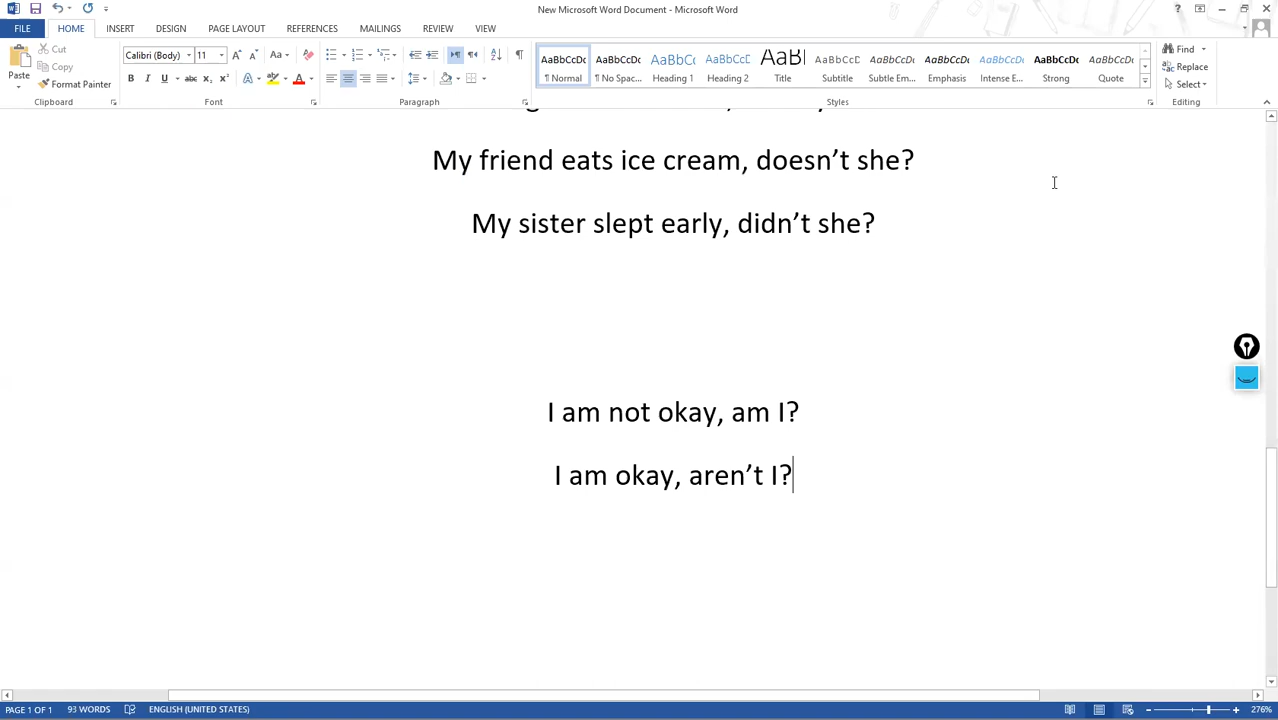 New Microsoft Word Document - Microsoft Word
FILE HOME INSERT DESIGN PAGE LAYOUT REFERENCES MAILINGS REVIEW VIEW
Paste
Cut
Copy
Format Painter
Clipboard
Calibri (Body) 11
Font
Paragraph
AaBbCcDc AaBbCcDc AaBbC AaBbCc AaBl AaBbCcD AaBbCcDc AaBbCcDc AaBbCcDc AaBbCcDc AaBbCcDc
¶ Normal ¶ No Spac... Heading 1 Heading 2 Title Subtitle Subtle Em... Emphasis Intense E... Strong Quote
Styles
Find
Replace
Select
Editing
My friend eats ice cream, doesn’t she?
My sister slept early, didn’t she?
I am not okay, am I?
I am okay, aren’t I?
PAGE 1 OF 1 93 WORDS ENGLISH (UNITED STATES) 276%